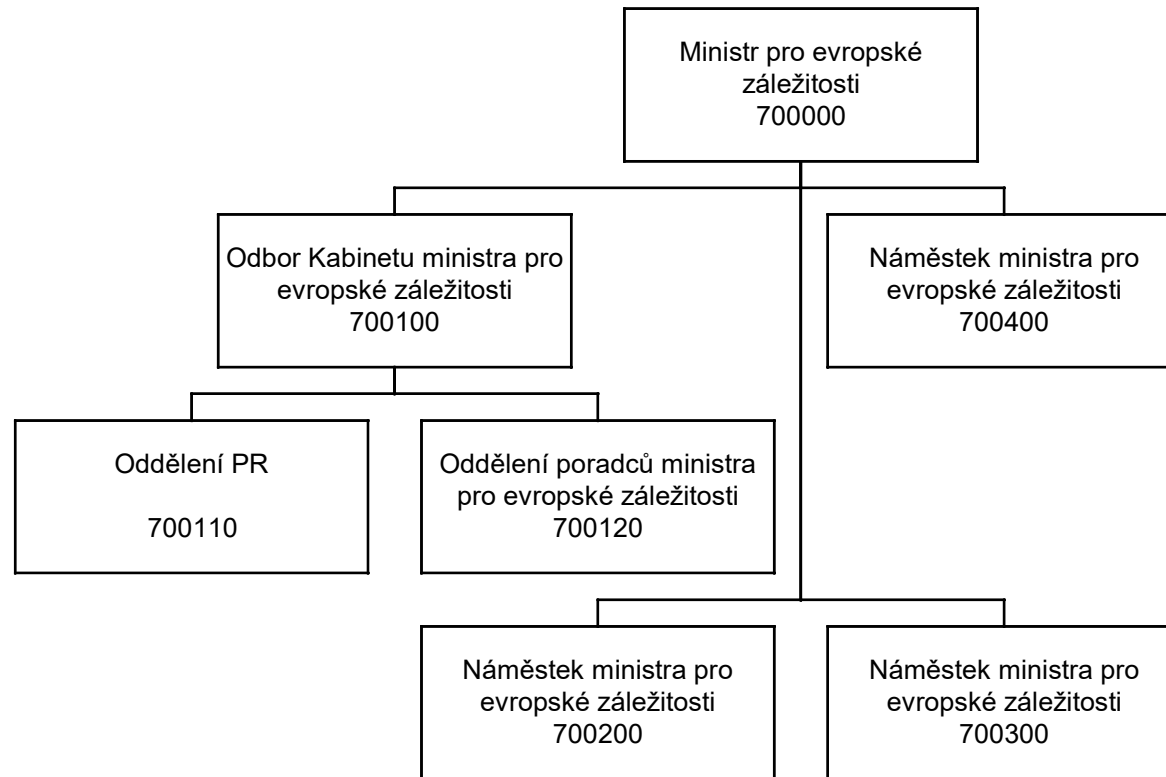 Ministr pro evropské
záležitosti
700000
Odbor Kabinetu ministra pro
evropské záležitosti
700100
Náměstek ministra pro
evropské záležitosti
700400
Oddělení PR
700110
Oddělení poradců ministra
pro evropské záležitosti
700120
Náměstek ministra pro
evropské záležitosti
700200
Náměstek ministra pro
evropské záležitosti
700300